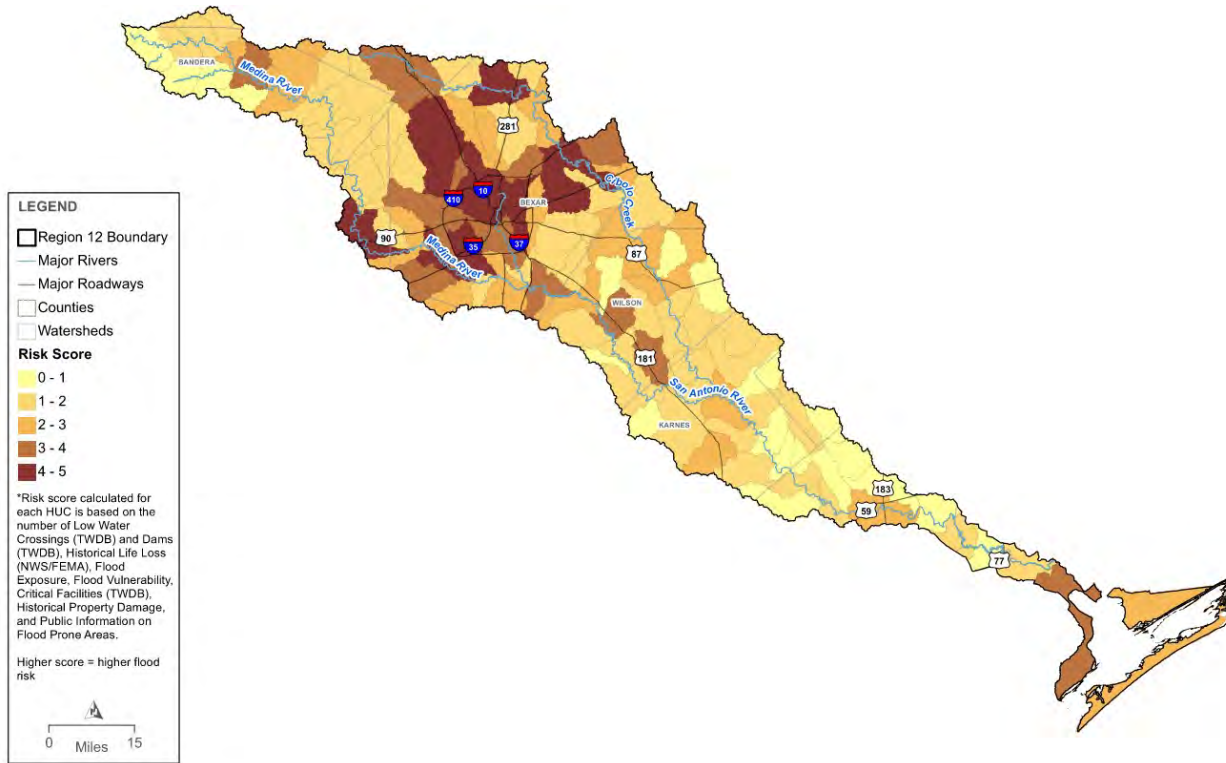 BANDERA
Medina River
281
Cibolo Creek
10
410
BEXAR
90
35
37
Medina River
87
WILSON
181
San Antonio River
KARNES
183
59
77
LEGEND
Region 12 Boundary
Major Rivers
Major Roadways
Counties
Watersheds
Risk Score
0 - 1
1 - 2
2 - 3
3 - 4
4 - 5
*Risk score calculated for
each HUC is based on the
number of Low Water
Crossings (TWDB) and Dams
(TWDB), Historical Life Loss
(NWS/FEMA), Flood
Exposure, Flood Vulnerability,
Critical Facilities (TWDB),
Historical Property Damage,
and Public Information on
Flood Prone Areas.
Higher score = higher flood
risk
0 15
Miles